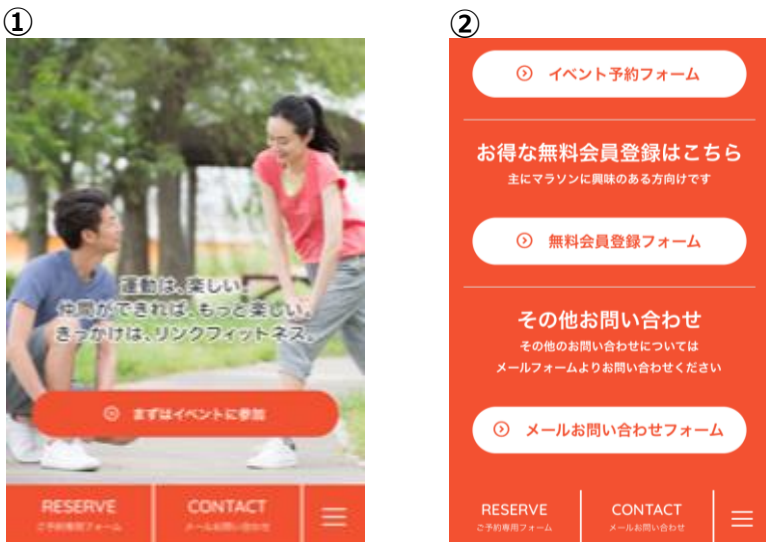 ①
運動は、楽しい。
仲間ができれば、もっと楽しい。
きっかけは、リンクフィットネス。
まずはイベントに参加
RESERVE
ご予約専用フォーム
CONTACT
メールお問い合わせ
②
イベント予約フォーム
お得な無料会員登録はこちら
主にマラソンに興味のある方向けです
無料会員登録フォーム
その他お問い合わせ
その他のお問い合わせについては
メールフォームよりお問い合わせください
メールお問い合わせフォーム
RESERVE
ご予約専用フォーム
CONTACT
メールお問い合わせ